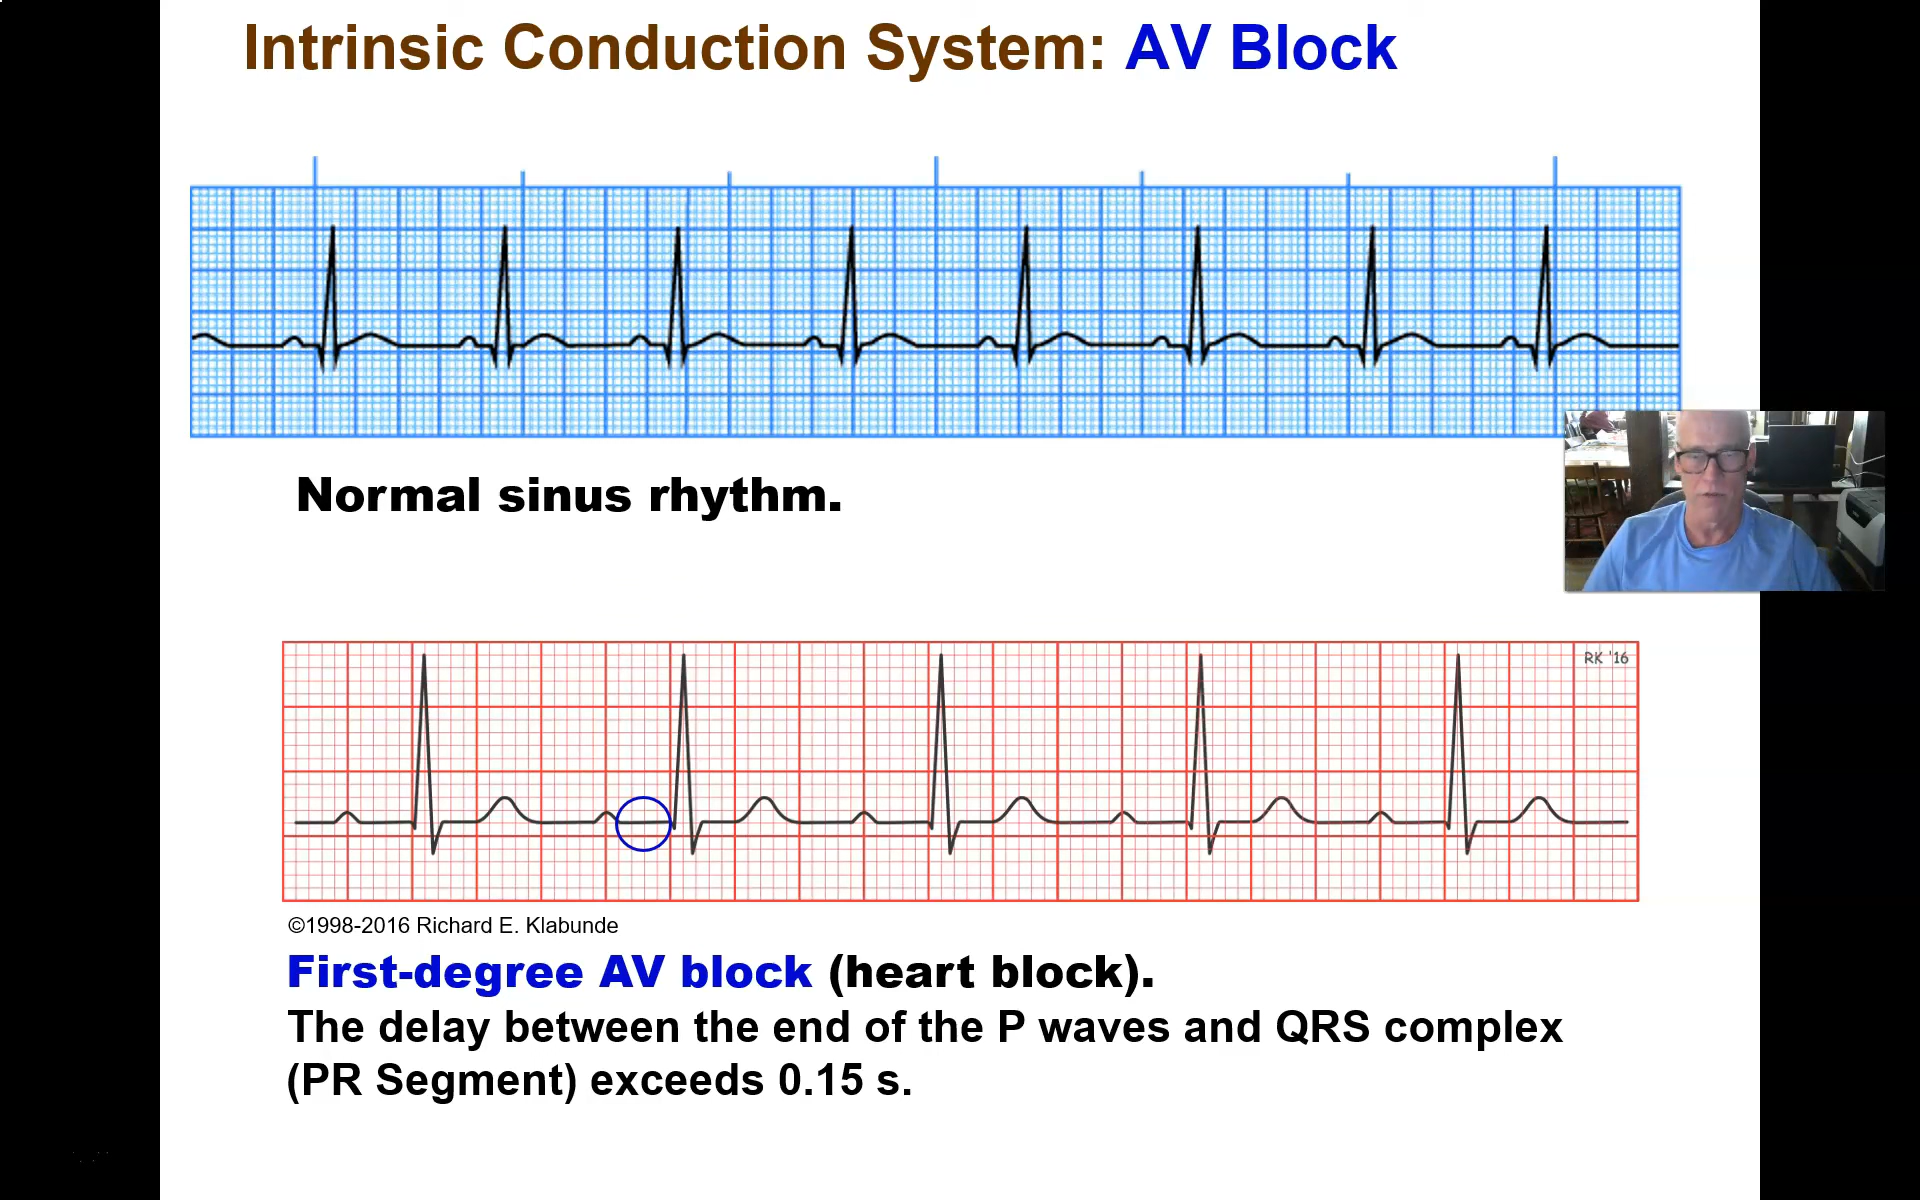 Intrinsic Conduction System: AV Block
Normal sinus rhythm.
RK '16
©1998-2016 Richard E. Klabunde
First-degree AV block (heart block).
The delay between the end of the P waves and QRS complex
(PR Segment) exceeds 0.15 s.